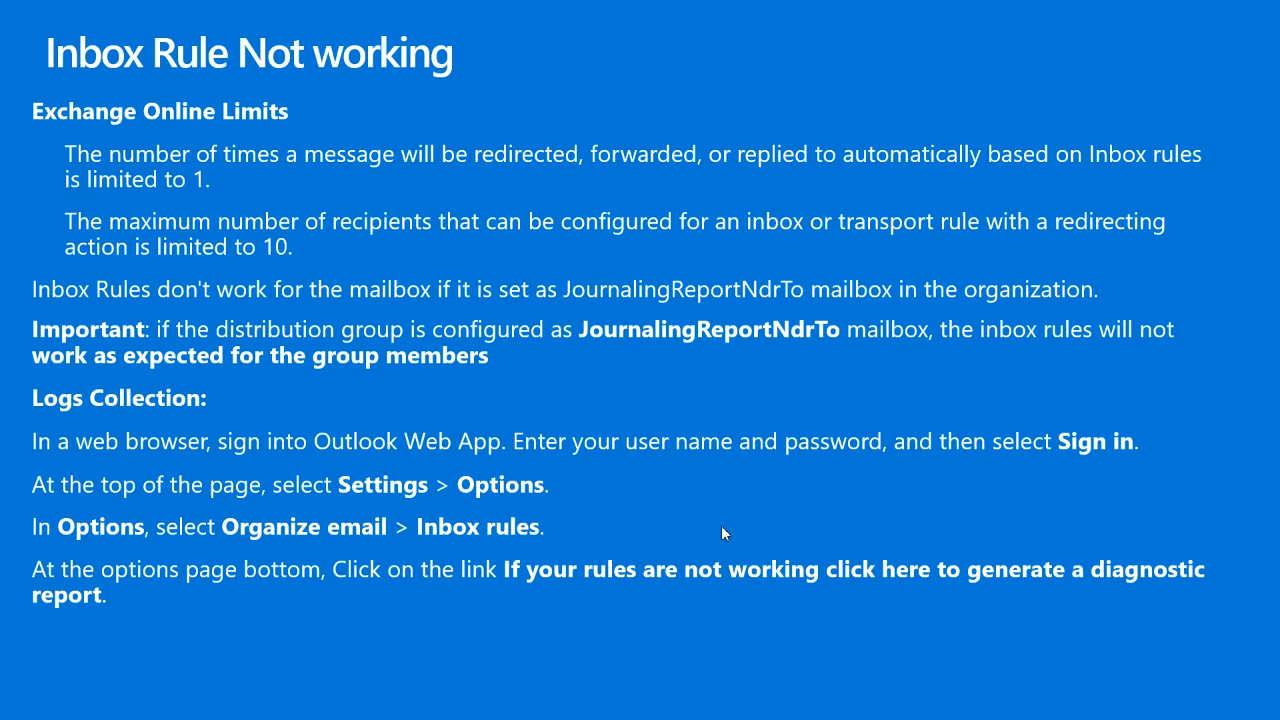 Inbox Rule Not working
Exchange Online Limits
The number of times a message will be redirected, forwarded, or replied to automatically based on Inbox rules
is limited to 1.
The maximum number of recipients that can be configured for an inbox or transport rule with a redirecting
action is limited to 10.
Inbox Rules don't work for the mailbox if it is set as JournalingReportNdrTo mailbox in the organization.
Important: if the distribution group is configured as JournalingReportNdrTo mailbox, the inbox rules will not
work as expected for the group members
Logs Collection:
In a web browser, sign into Outlook Web App. Enter your user name and password, and then select Sign in.
At the top of the page, select Settings > Options.
In Options, select Organize email > Inbox rules.
At the options page bottom, Click on the link If your rules are not working click here to generate a diagnostic
report.